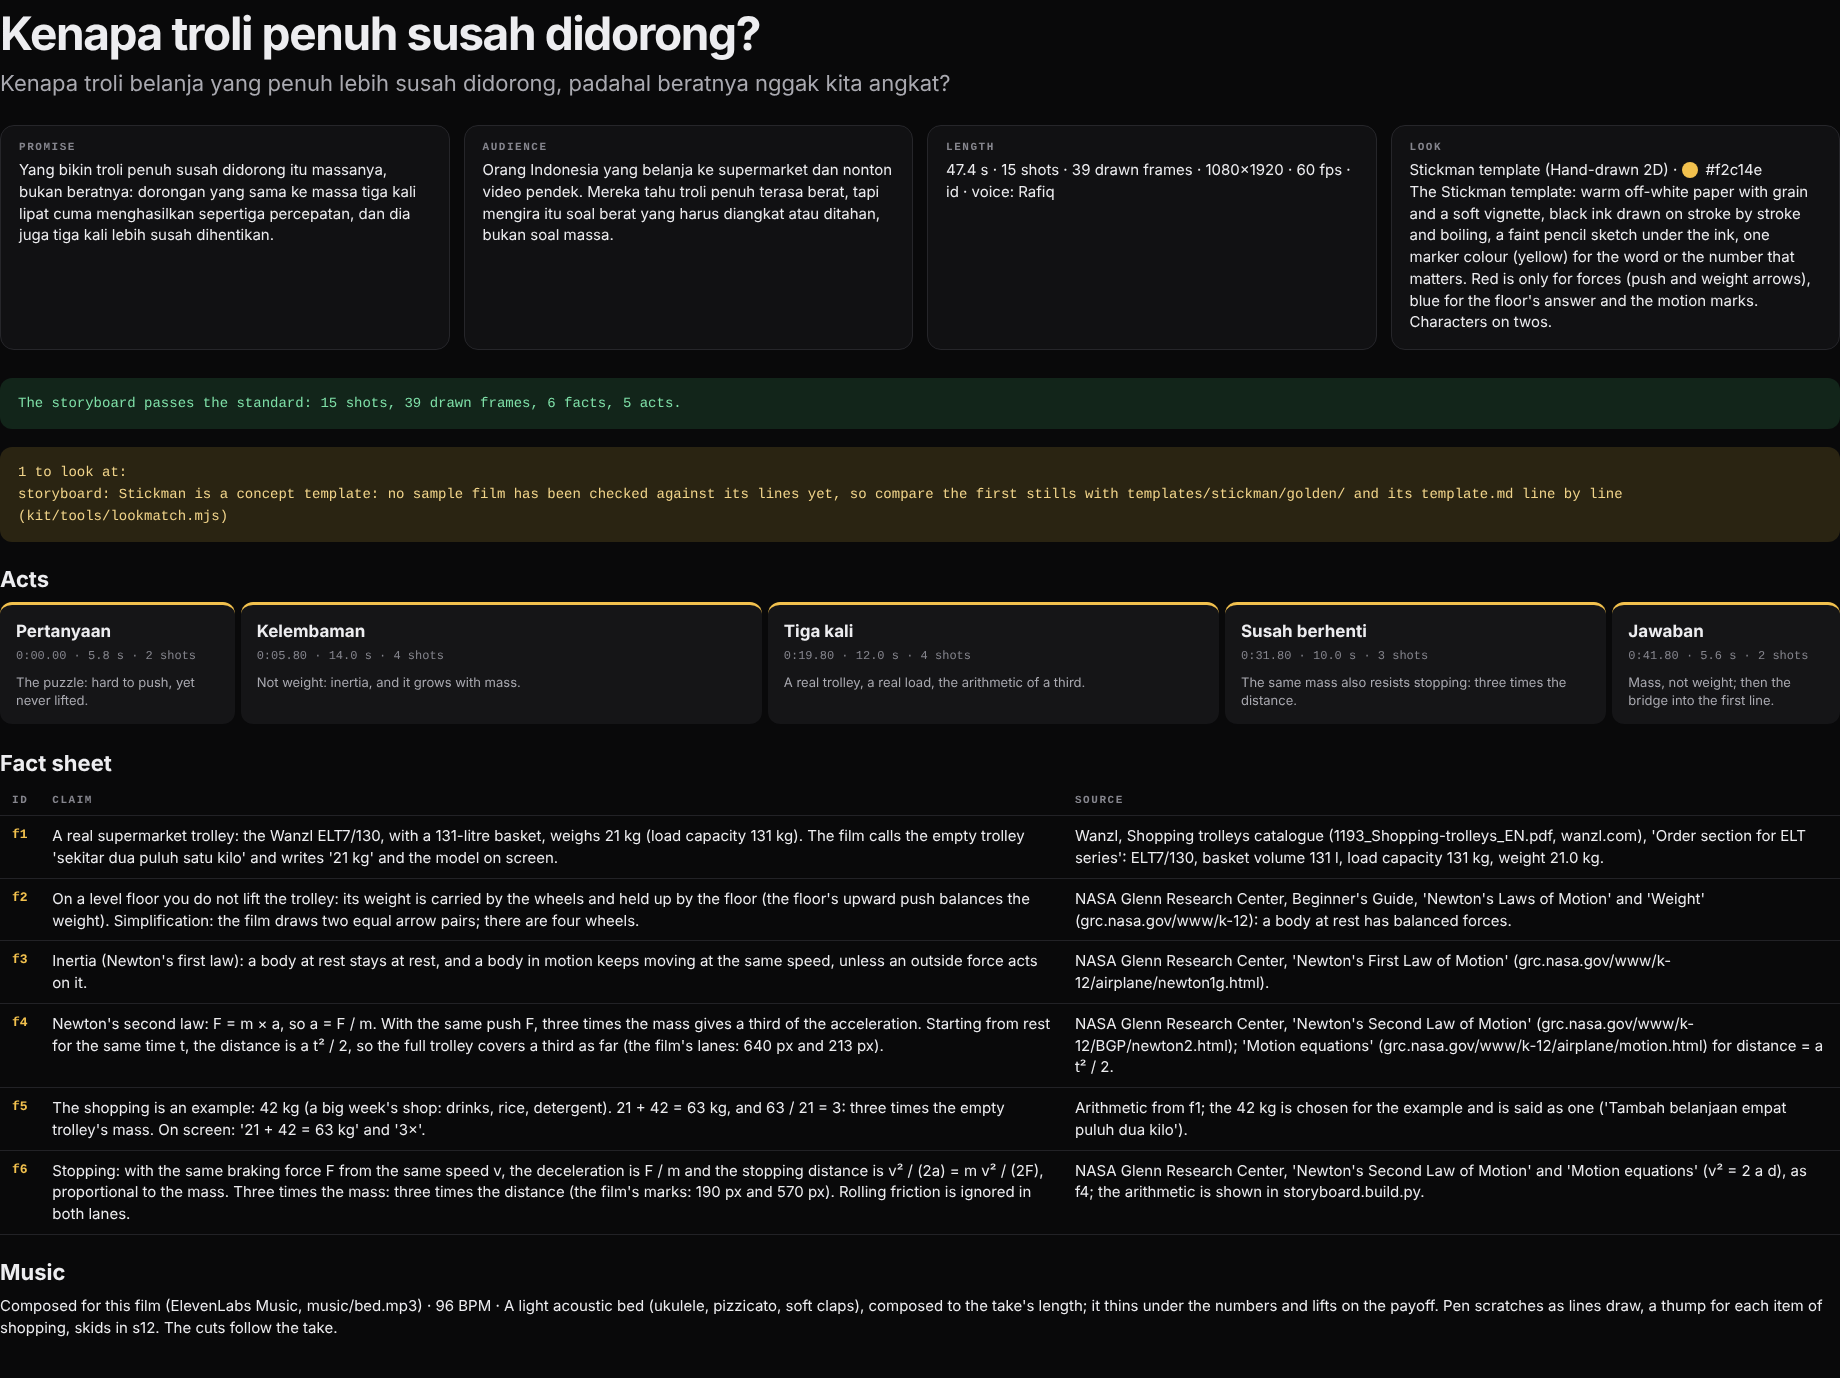 Kenapa troli penuh susah didorong?
Kenapa troli belanja yang penuh lebih susah didorong, padahal beratnya nggak kita angkat?
PROMISE
Yang bikin troli penuh susah didorong itu massanya,
bukan beratnya: dorongan yang sama ke massa tiga kali
lipat cuma menghasilkan sepertiga percepatan, dan dia
juga tiga kali lebih susah dihentikan.
AUDIENCE
Orang Indonesia yang belanja ke supermarket dan nonton
video pendek. Mereka tahu troli penuh terasa berat, tapi
mengira itu soal berat yang harus diangkat atau ditahan,
bukan soal massa.
LENGTH
47.4 s · 15 shots · 39 drawn frames · 1080×1920 · 60 fps ·
id · voice: Rafiq
LOOK
Stickman template (Hand-drawn 2D) · #f2c14e
The Stickman template: warm off-white paper with grain
and a soft vignette, black ink drawn on stroke by stroke
and boiling, a faint pencil sketch under the ink, one
marker colour (yellow) for the word or the number that
matters. Red is only for forces (push and weight arrows),
blue for the floor's answer and the motion marks.
Characters on twos.
The storyboard passes the standard: 15 shots, 39 drawn frames, 6 facts, 5 acts.
1 to look at:
storyboard: Stickman is a concept template: no sample film has been checked against its lines yet, so compare the first stills with templates/stickman/golden/ and its template.md line by line
(kit/tools/lookmatch.mjs)
Acts
Pertanyaan
0:00.00 · 5.8 s · 2 shots
The puzzle: hard to push, yet
never lifted.
Kelembaman
0:05.80 · 14.0 s · 4 shots
Not weight: inertia, and it grows with mass.
Tiga kali
0:19.80 · 12.0 s · 4 shots
A real trolley, a real load, the arithmetic of a third.
Susah berhenti
0:31.80 · 10.0 s · 3 shots
The same mass also resists stopping: three times the
distance.
Jawaban
0:41.80 · 5.6 s · 2 shots
Mass, not weight; then the
bridge into the first line.
Fact sheet
ID CLAIM SOURCE
f1 A real supermarket trolley: the Wanzl ELT7/130, with a 131-litre basket, weighs 21 kg (load capacity 131 kg). The film calls the empty trolley
'sekitar dua puluh satu kilo' and writes '21 kg' and the model on screen.
Wanzl, Shopping trolleys catalogue (1193_Shopping-trolleys_EN.pdf, wanzl.com), 'Order section for ELT
series': ELT7/130, basket volume 131 l, load capacity 131 kg, weight 21.0 kg.
f2 On a level floor you do not lift the trolley: its weight is carried by the wheels and held up by the floor (the floor's upward push balances the
weight). Simplification: the film draws two equal arrow pairs; there are four wheels.
NASA Glenn Research Center, Beginner's Guide, 'Newton's Laws of Motion' and 'Weight'
(grc.nasa.gov/www/k-12): a body at rest has balanced forces.
f3 Inertia (Newton's first law): a body at rest stays at rest, and a body in motion keeps moving at the same speed, unless an outside force acts
on it.
NASA Glenn Research Center, 'Newton's First Law of Motion' (grc.nasa.gov/www/k-
12/airplane/newton1g.html).
f4 Newton's second law: F = m × a, so a = F / m. With the same push F, three times the mass gives a third of the acceleration. Starting from rest
for the same time t, the distance is a t² / 2, so the full trolley covers a third as far (the film's lanes: 640 px and 213 px).
NASA Glenn Research Center, 'Newton's Second Law of Motion' (grc.nasa.gov/www/k-
12/BGP/newton2.html); 'Motion equations' (grc.nasa.gov/www/k-12/airplane/motion.html) for distance = a
t² / 2.
f5 The shopping is an example: 42 kg (a big week's shop: drinks, rice, detergent). 21 + 42 = 63 kg, and 63 / 21 = 3: three times the empty
trolley's mass. On screen: '21 + 42 = 63 kg' and '3×'.
Arithmetic from f1; the 42 kg is chosen for the example and is said as one ('Tambah belanjaan empat
puluh dua kilo').
f6 Stopping: with the same braking force F from the same speed v, the deceleration is F / m and the stopping distance is v² / (2a) = m v² / (2F),
proportional to the mass. Three times the mass: three times the distance (the film's marks: 190 px and 570 px). Rolling friction is ignored in
both lanes.
NASA Glenn Research Center, 'Newton's Second Law of Motion' and 'Motion equations' (v² = 2 a d), as
f4; the arithmetic is shown in storyboard.build.py.
Music
Composed for this film (ElevenLabs Music, music/bed.mp3) · 96 BPM · A light acoustic bed (ukulele, pizzicato, soft claps), composed to the take's length; it thins under the numbers and lifts on the payoff. Pen scratches as lines draw, a thump for each item of
shopping, skids in s12. The cuts follow the take.